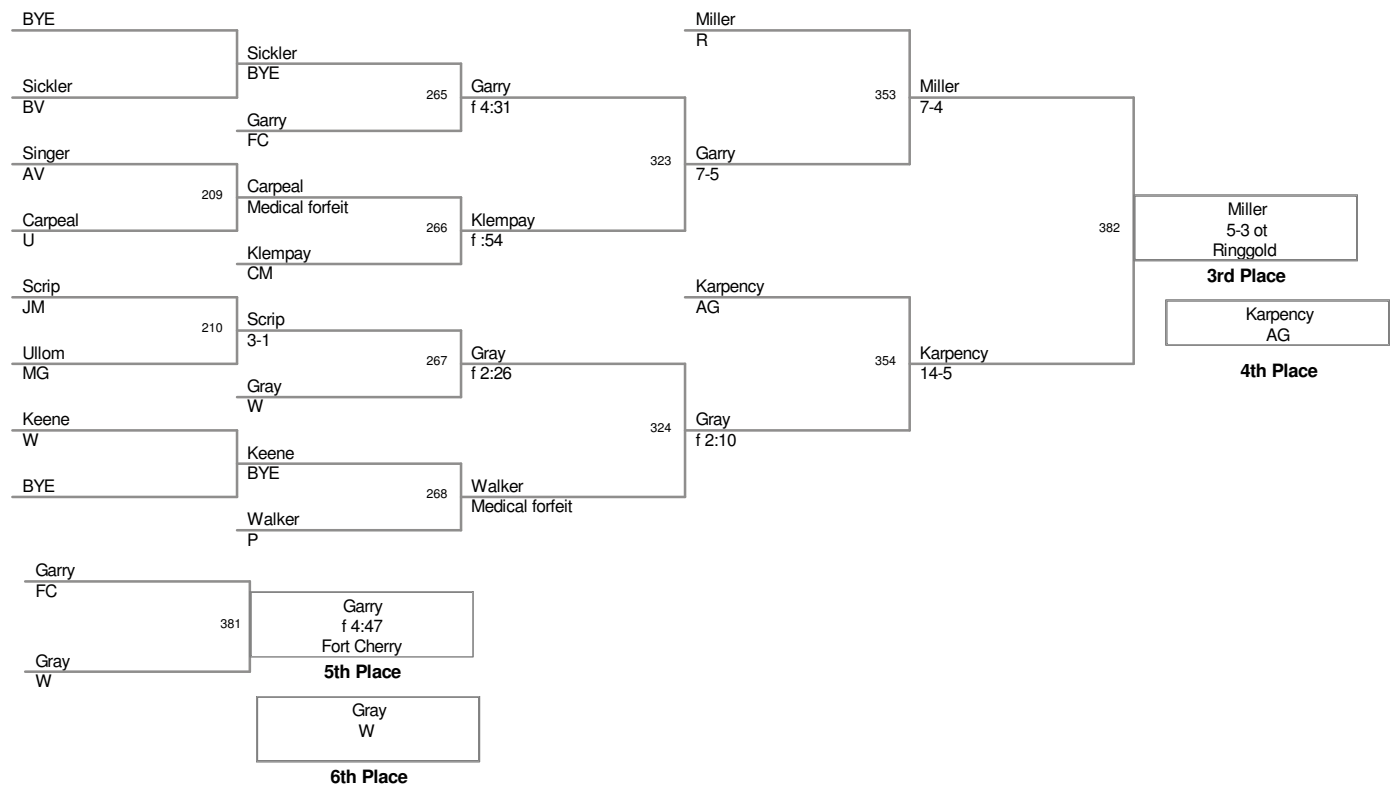 BYE
Sickler
BV
Sickler
BYE
265
Garry
FC
Garry
f 4:31
Singer
AV
209
Carpeal
U
Carpeal
Medical forfeit
266
Klempay
CM
Klempay
f :54
323
Garry
7-5
Miller
R
353
Miller
7-4
Scrip
JM
210
Ullom
MG
Scrip
3-1
267
Gray
W
Gray
f 2:26
Keene
W
BYE
Keene
BYE
268
Walker
P
Walker
Medical forfeit
324
Gray
f 2:10
Karpency
AG
354
Karpency
14-5
382
Miller
5-3 ot
Ringgold
3rd Place
Karpency
AG
4th Place
Garry
FC
381
Gray
W
Garry
f 4:47
Fort Cherry
5th Place
Gray
W
6th Place